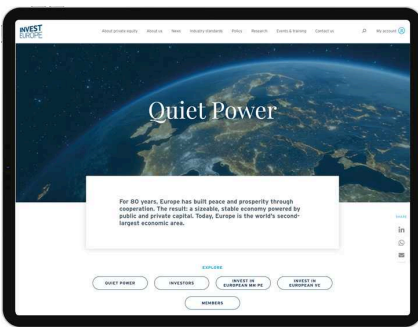 INVEST
EUROPE
About private equity About us News Industry standards Policy Research Events & training Contact us
My account
Quiet Power
For 80 years, Europe has built peace and prosperity through
cooperation. The result: a sizeable, stable economy powered by
public and private capital. Today, Europe is the world's second-
largest economic area.
SHARE
in
EXPLORE
QUIET POWER
INVESTORS
INVEST IN
EUROPEAN MM PE
INVEST IN
EUROPEAN VC
MEMBERS